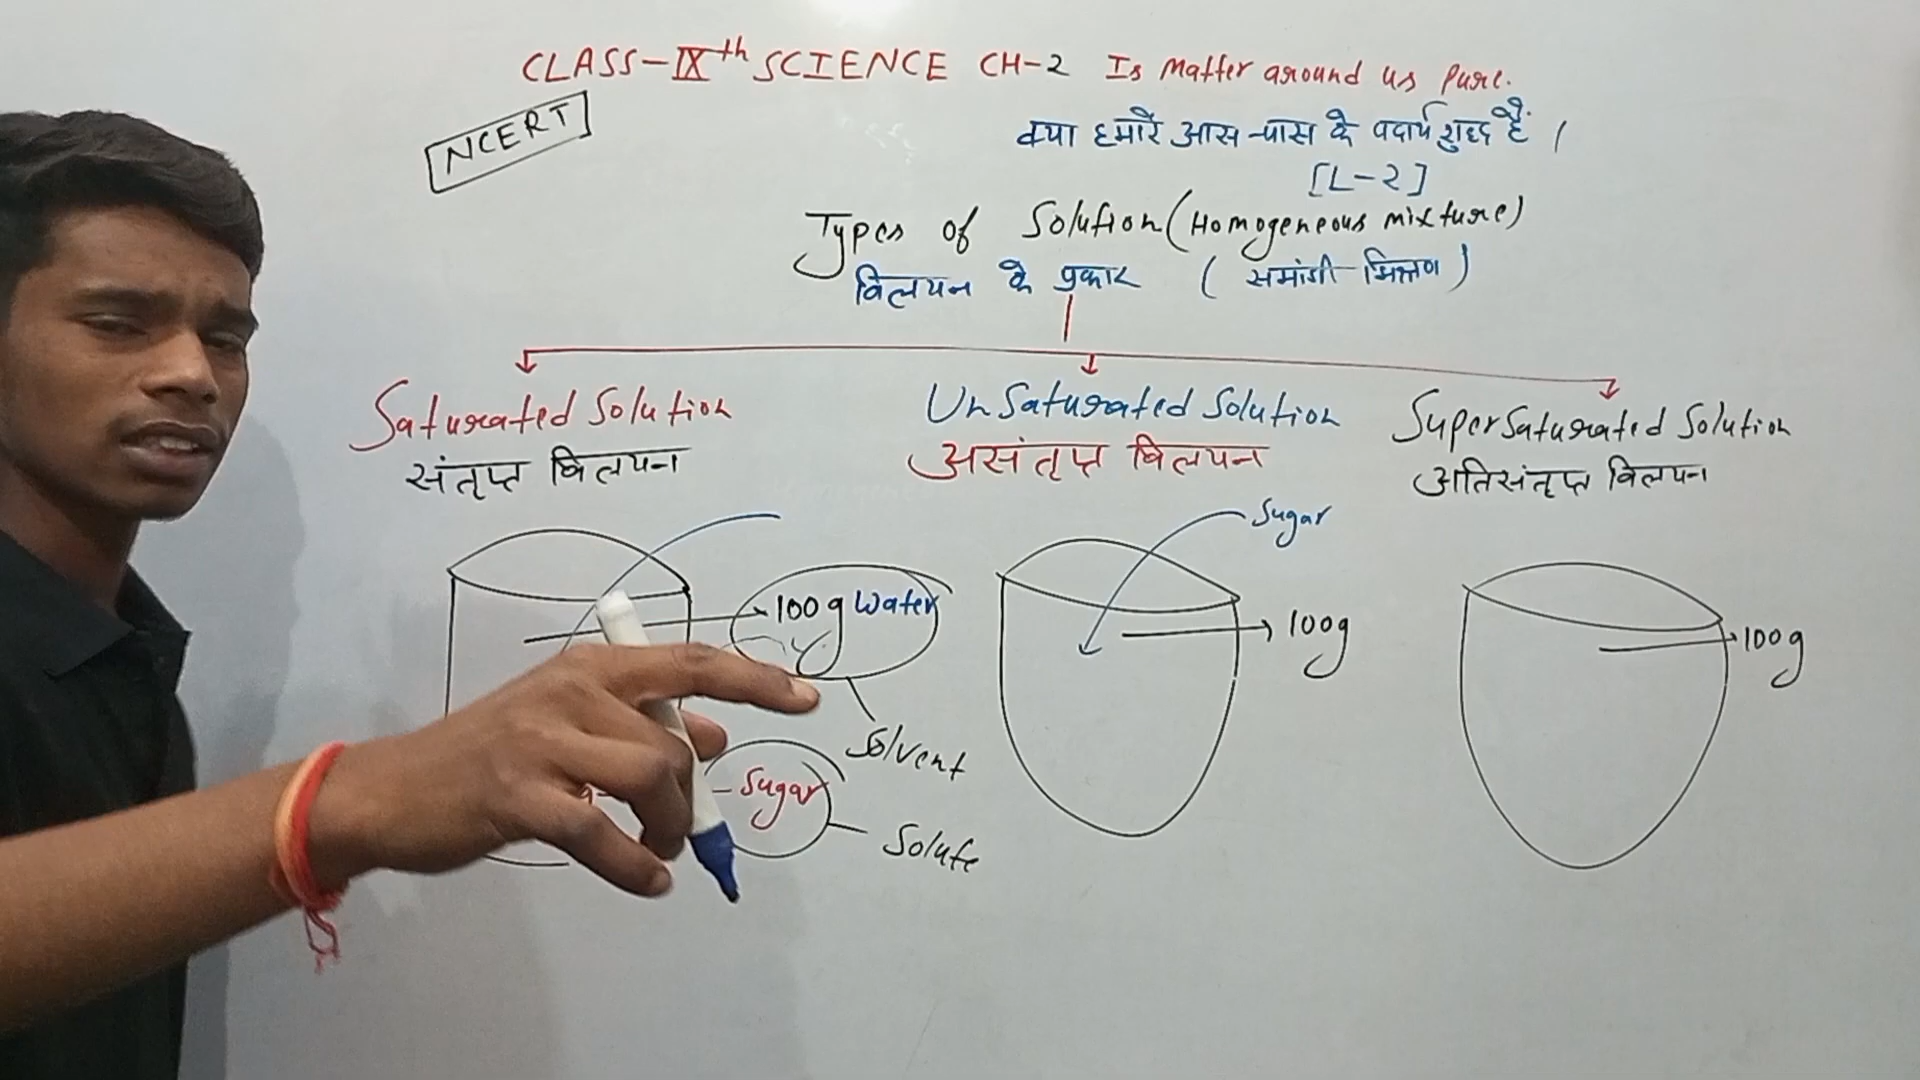 CLASS-IXth SCIENCE CH-2 Is Matter around us Pure.
NCERT
क्या हमारे आस-पास के पदार्थ शुद्ध हैं।
[L-2]
Types of Solution (Homogeneous mixture)
विलयन के प्रकार ( समांगी मिश्रण )
Saturated Solution
संतृप्त विलयन
UnSaturated Solution
असंतृप्त विलयन
SuperSaturated Solution
अतिसंतृप्त विलयन
100g Water
Solvent
-Sugar
Solute
Sugar
100g
100g